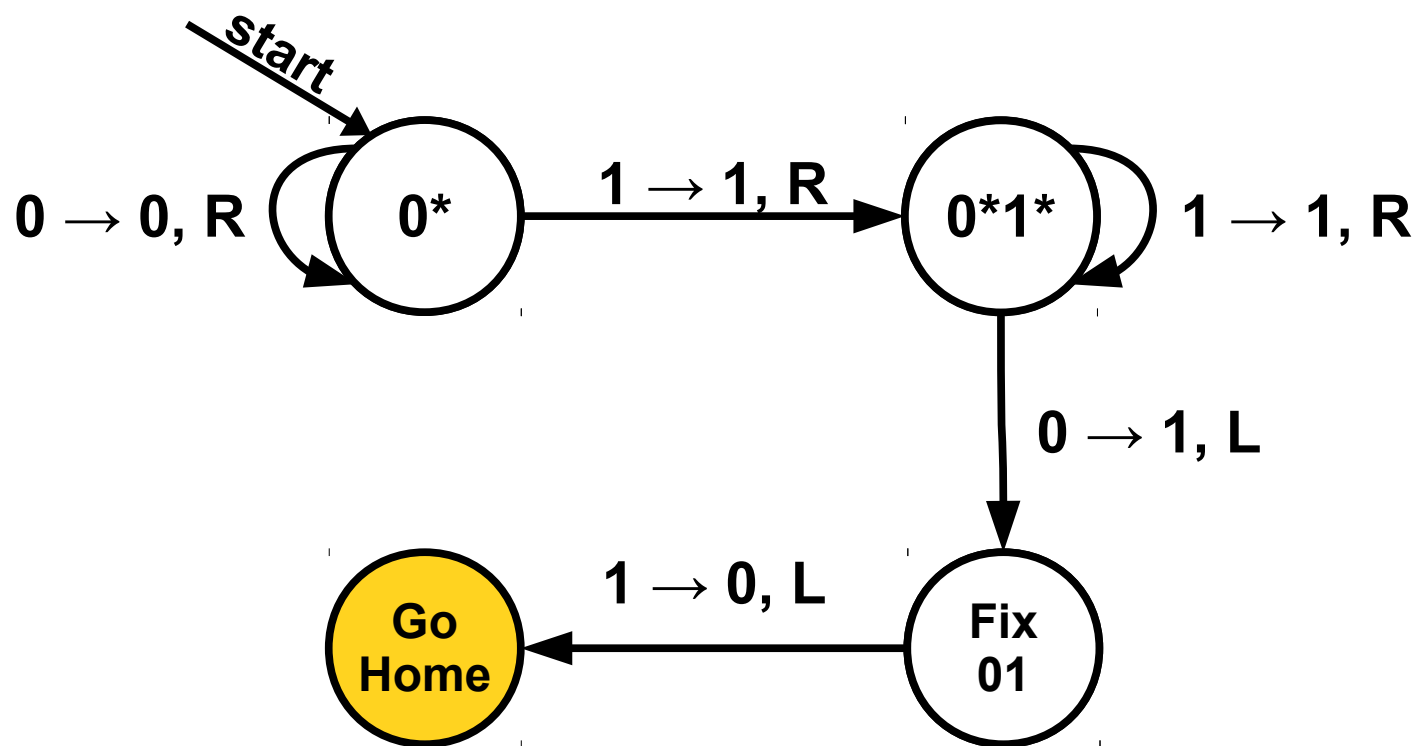 start
0 → 0, R
0*
1 → 1, R
0*1*
1 → 1, R
0 → 1, L
Go
Home
1 → 0, L
Fix
01